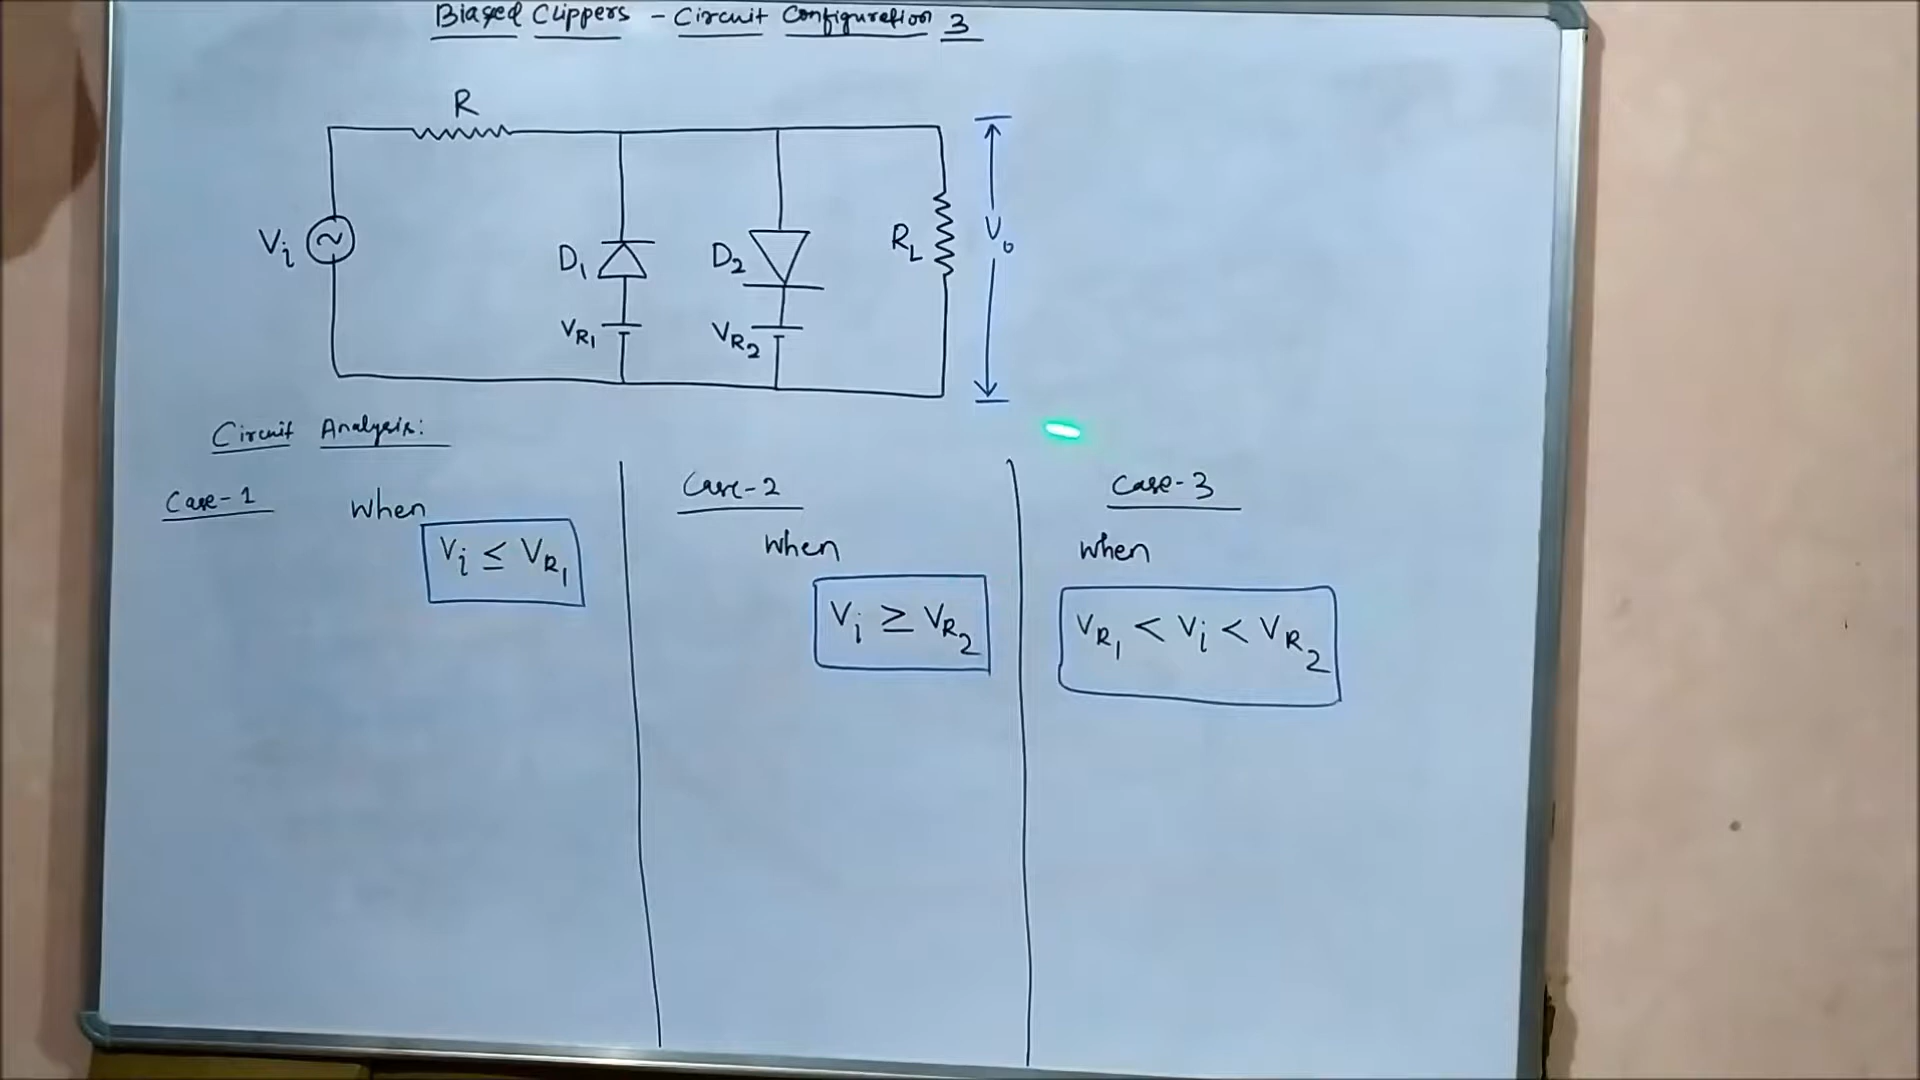 Biased Clippers - Circuit Configuration 3
R
Vi
D1
VR1
D2
VR2
RL
Vo
Circuit Analysis:
Case-1 When
Vi ≤ VR1
Case-2
When
Vi ≥ VR2
Case-3
When
VR1 < Vi < VR2